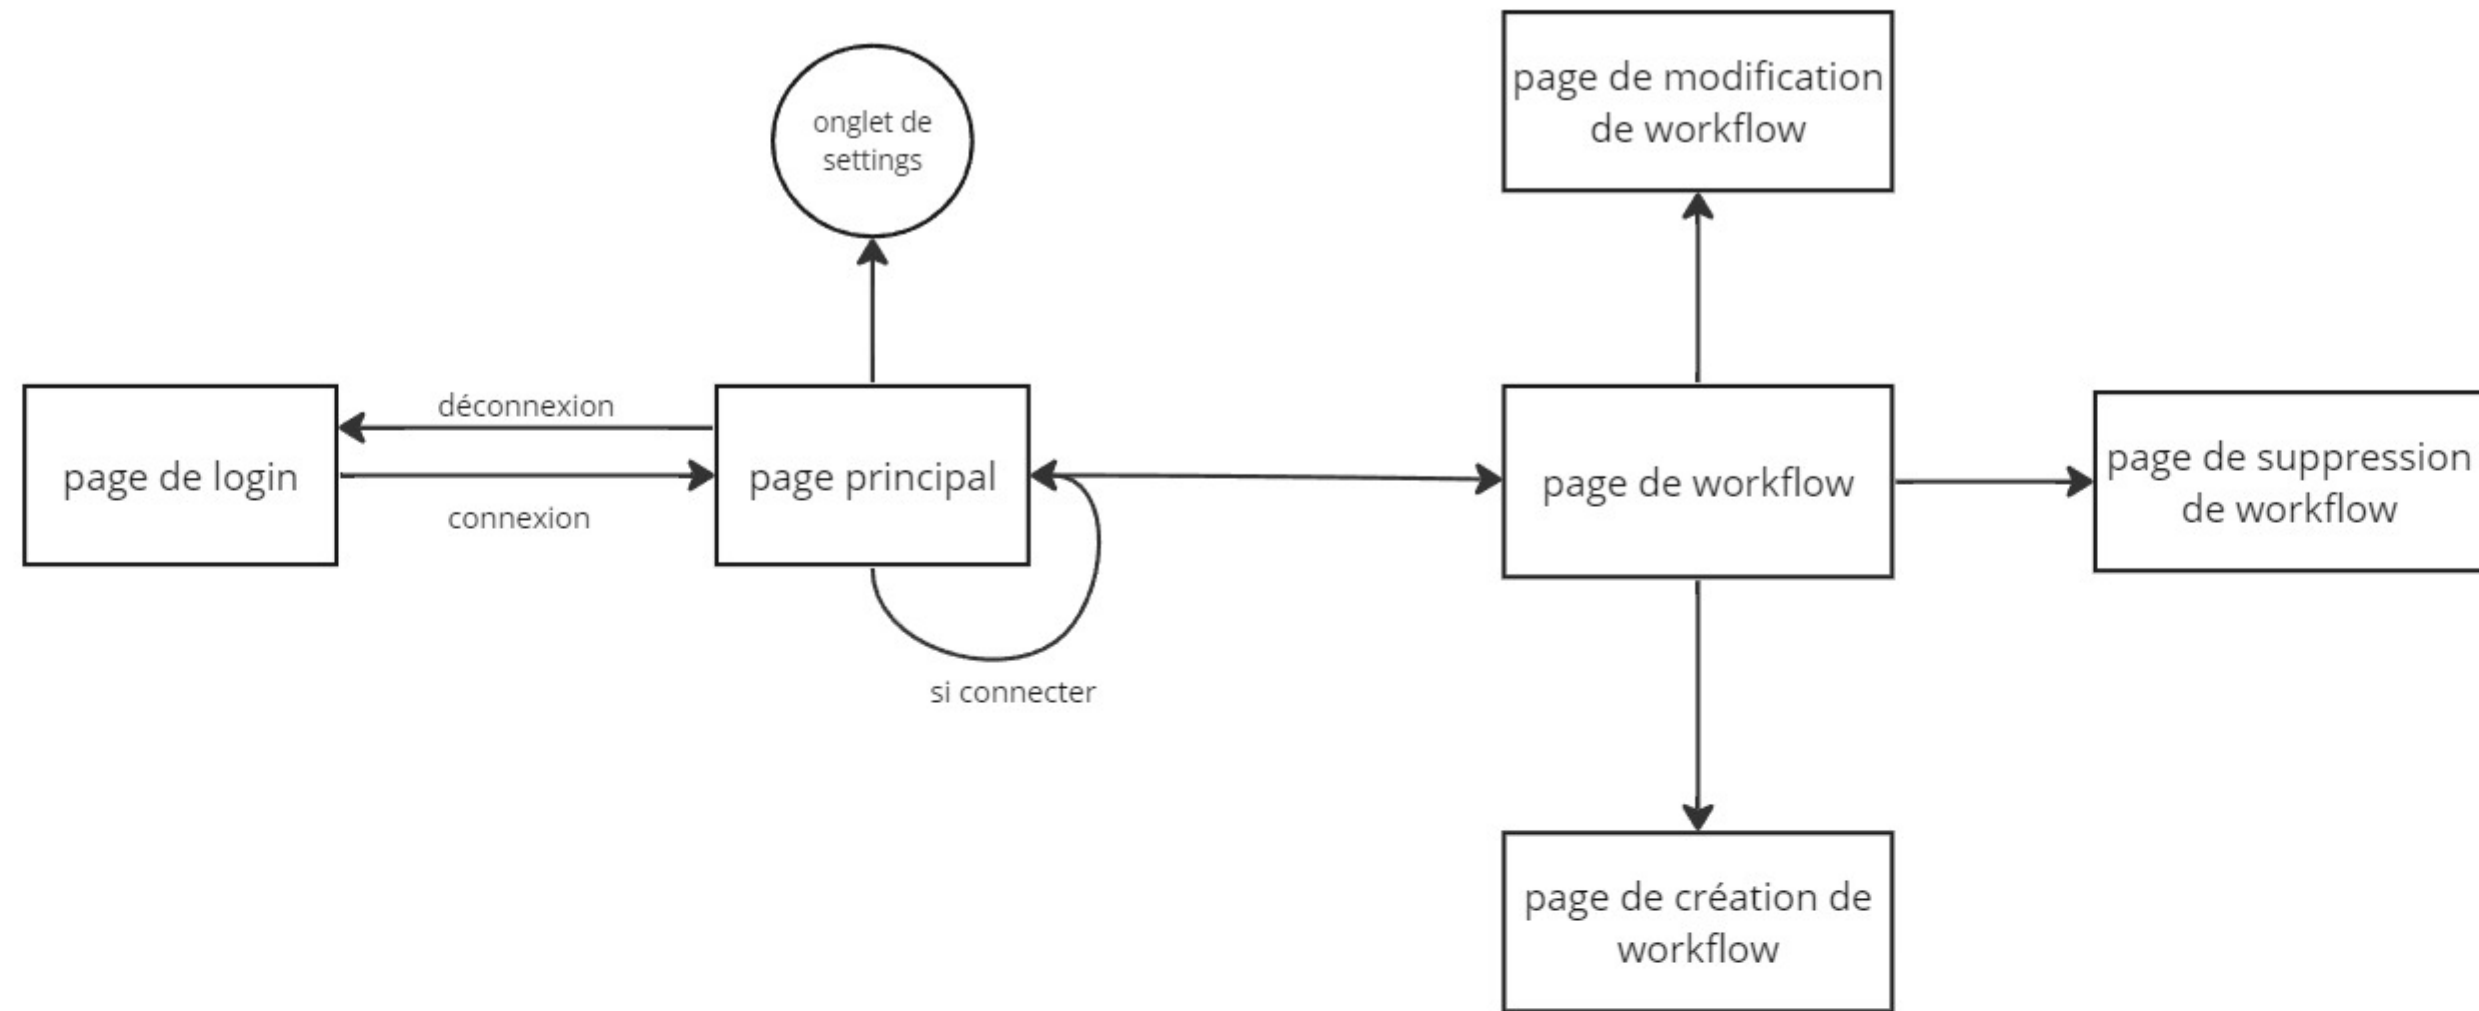 page de modification
de workflow
onglet de
settings
déconnexion
page de login
connexion
page principal
page de workflow
page de suppression
de workflow
si connecter
page de création de
workflow